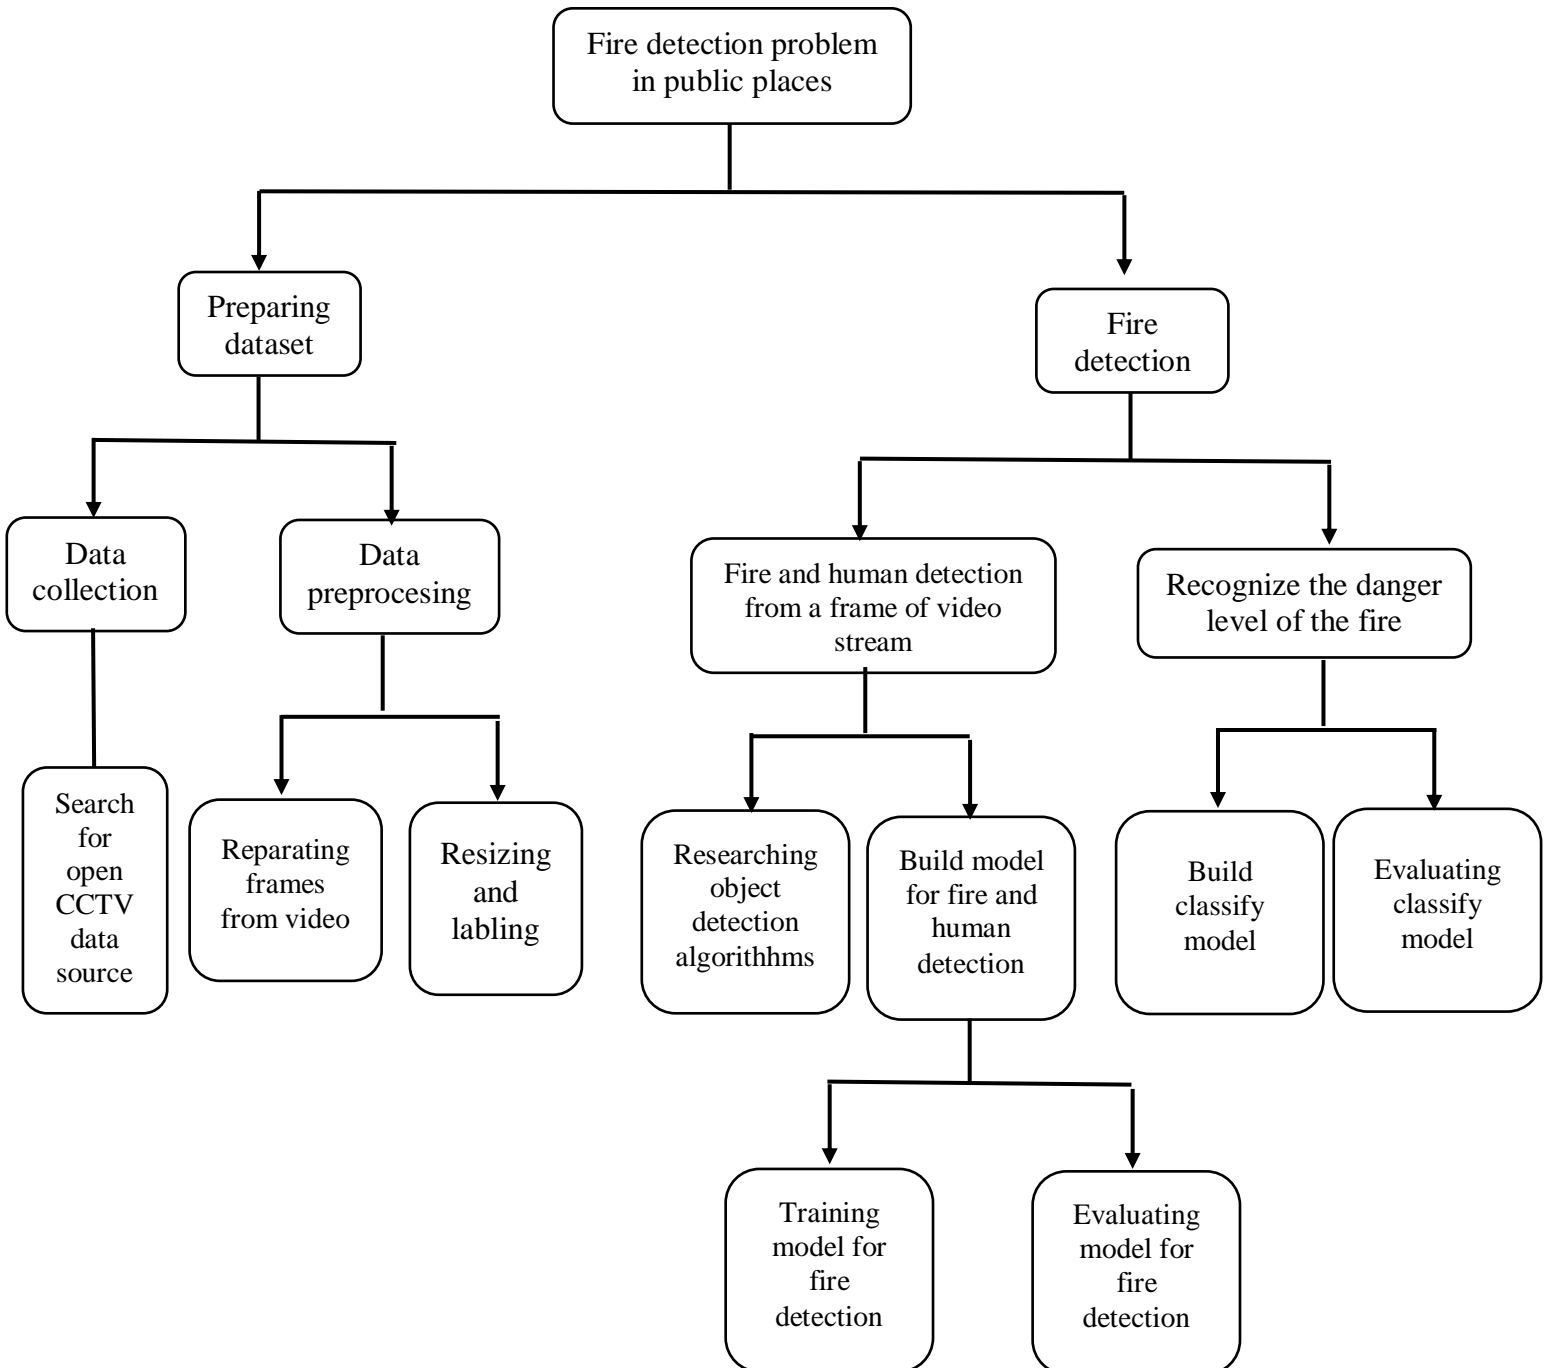 Fire detection problem
in public places
Preparing
dataset
Fire
detection
Data
collection
Data
preprocesing
Fire and human detection
from a frame of video
stream
Recognize the danger
level of the fire
Search
for
open
CCTV
data
source
Reparating
frames
from video
Resizing
and
labling
Researching
object
detection
algorithhms
Build model
for fire and
human
detection
Build
classify
model
Evaluating
classify
model
Training
model for
fire
detection
Evaluating
model for
fire
detection